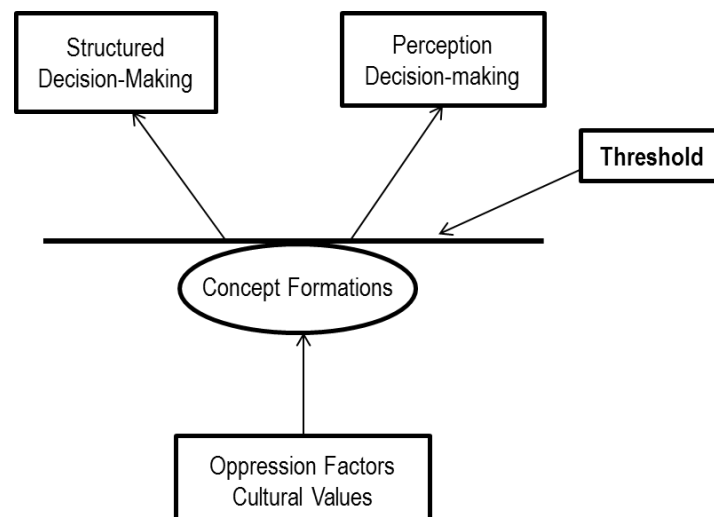 Structured
Decision-Making
Perception
Decision-making
Threshold
Concept Formations
Oppression Factors
Cultural Values